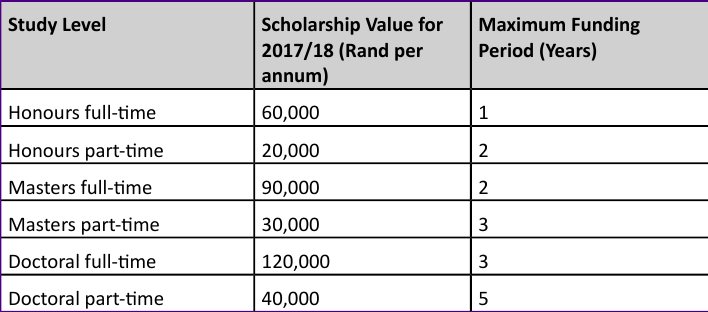 Study Level Scholarship Value for Maximum Funding
2017/18 (Rand per Period (Years)
annum)
Honours full-time 60,000 1
Honours part-time 20,000 2
Masters full-time 90,000 2
Masters part-time 30,000 3
Doctoral full-time 120,000 3
Doctoral part-time 40,000 5